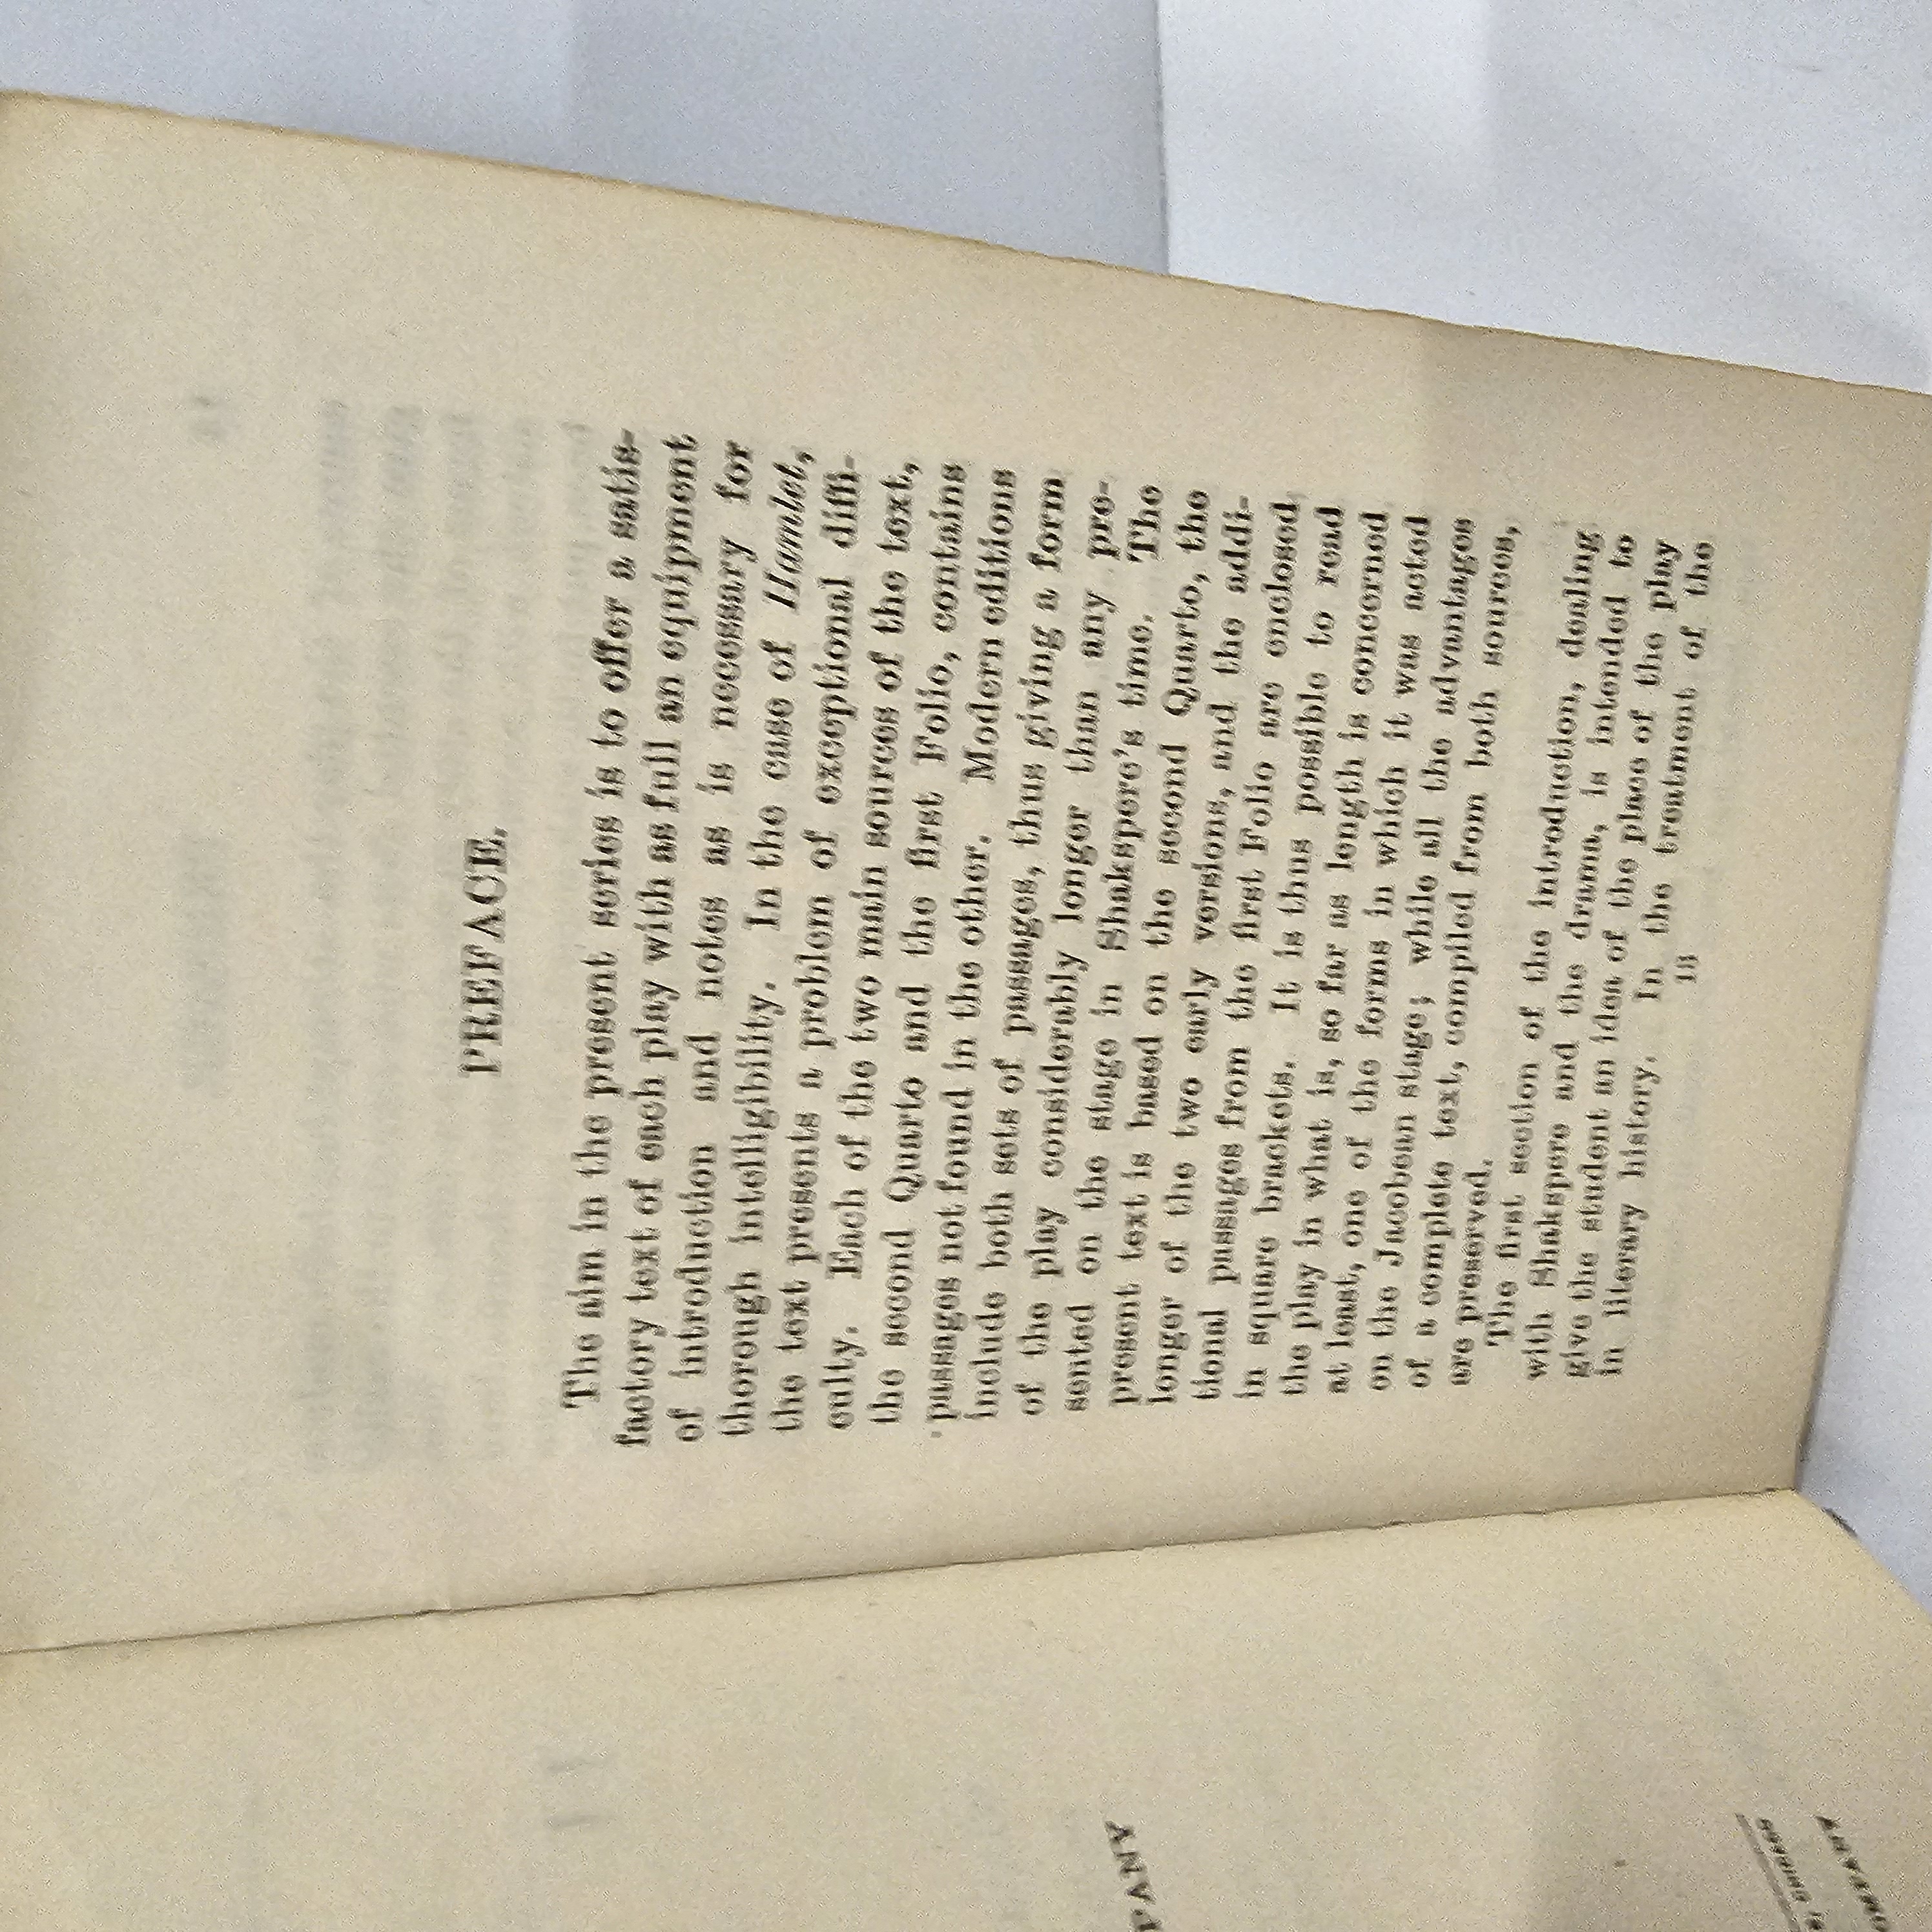 PANY
CHICAGO
OMPANY
PREFACE.
The aim in the present series is to offer a satis-
factory text of each play with as full an equipment
of introduction and notes as is necessary for
thorough intelligibility. In the case of Hamlet,
the text presents a problem of exceptional diffi-
culty. Each of the two main sources of the text,
the second Quarto and the first Folio, contains
passages not found in the other. Modern editions
include both sets of passages, thus giving a form
of the play considerably longer than any pre-
sented on the stage in Shakspere's time. The
present text is based on the second Quarto, the
longer of the two early versions, and the addi-
tional passages from the first Folio are enclosed
in square brackets. It is thus possible to read
the play in what is, so far as length is concerned
at least, one of the forms in which it was acted
on the Jacobean stage; while all the advantages
of a complete text, compiled from both sources,
are preserved.
The first section of the introduction, dealing
with Shakspere and the drama, is intended to
give the student an idea of the place of the play
in literary history. In the treatment of the
13